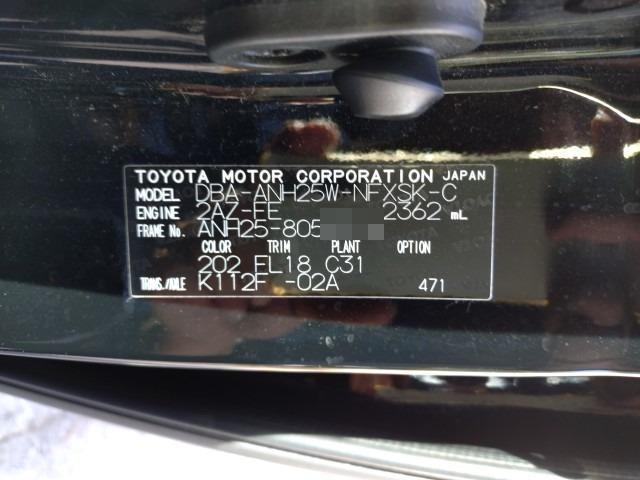 TOYOTA MOTOR CORPORATION JAPAN
MODEL DBA-ANH25W-NFXSK-C
ENGINE 2AZ-FE 2362 mL
FRAME No. ANH25-805
COLOR TRIM PLANT OPTION
202 FL18 C31
TRANS./AXLE K112F -02A 471